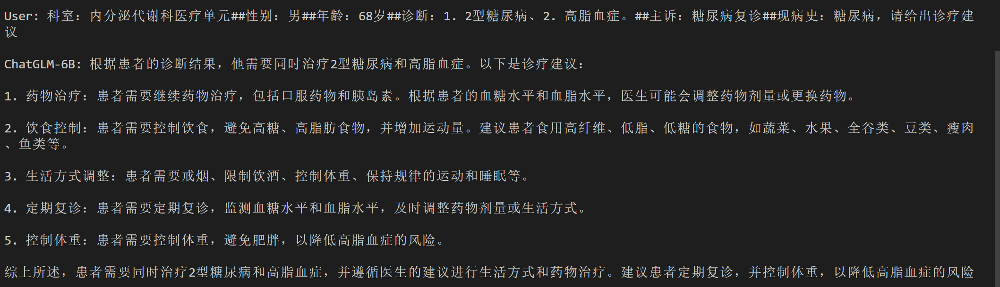 User: 科室：内分泌代谢科医疗单元##性别：男##年龄：68岁##诊断：1. 2型糖尿病、2. 高脂血症。##主诉：糖尿病复诊##现病史：糖尿病，请给出诊疗建
议
ChatGLM-6B: 根据患者的诊断结果，他需要同时治疗2型糖尿病和高脂血症。以下是诊疗建议：
1. 药物治疗：患者需要继续药物治疗，包括口服药物和胰岛素。根据患者的血糖水平和血脂水平，医生可能会调整药物剂量或更换药物。
2. 饮食控制：患者需要控制饮食，避免高糖、高脂肪食物，并增加运动量。建议患者食用高纤维、低脂、低糖的食物，如蔬菜、水果、全谷类、豆类、瘦肉
、鱼类等。
3. 生活方式调整：患者需要戒烟、限制饮酒、控制体重、保持规律的运动和睡眠等。
4. 定期复诊：患者需要定期复诊，监测血糖水平和血脂水平，及时调整药物剂量或生活方式。
5. 控制体重：患者需要控制体重，避免肥胖，以降低高脂血症的风险。
综上所述，患者需要同时治疗2型糖尿病和高脂血症，并遵循医生的建议进行生活方式和药物治疗。建议患者定期复诊，并控制体重，以降低高脂血症的风险